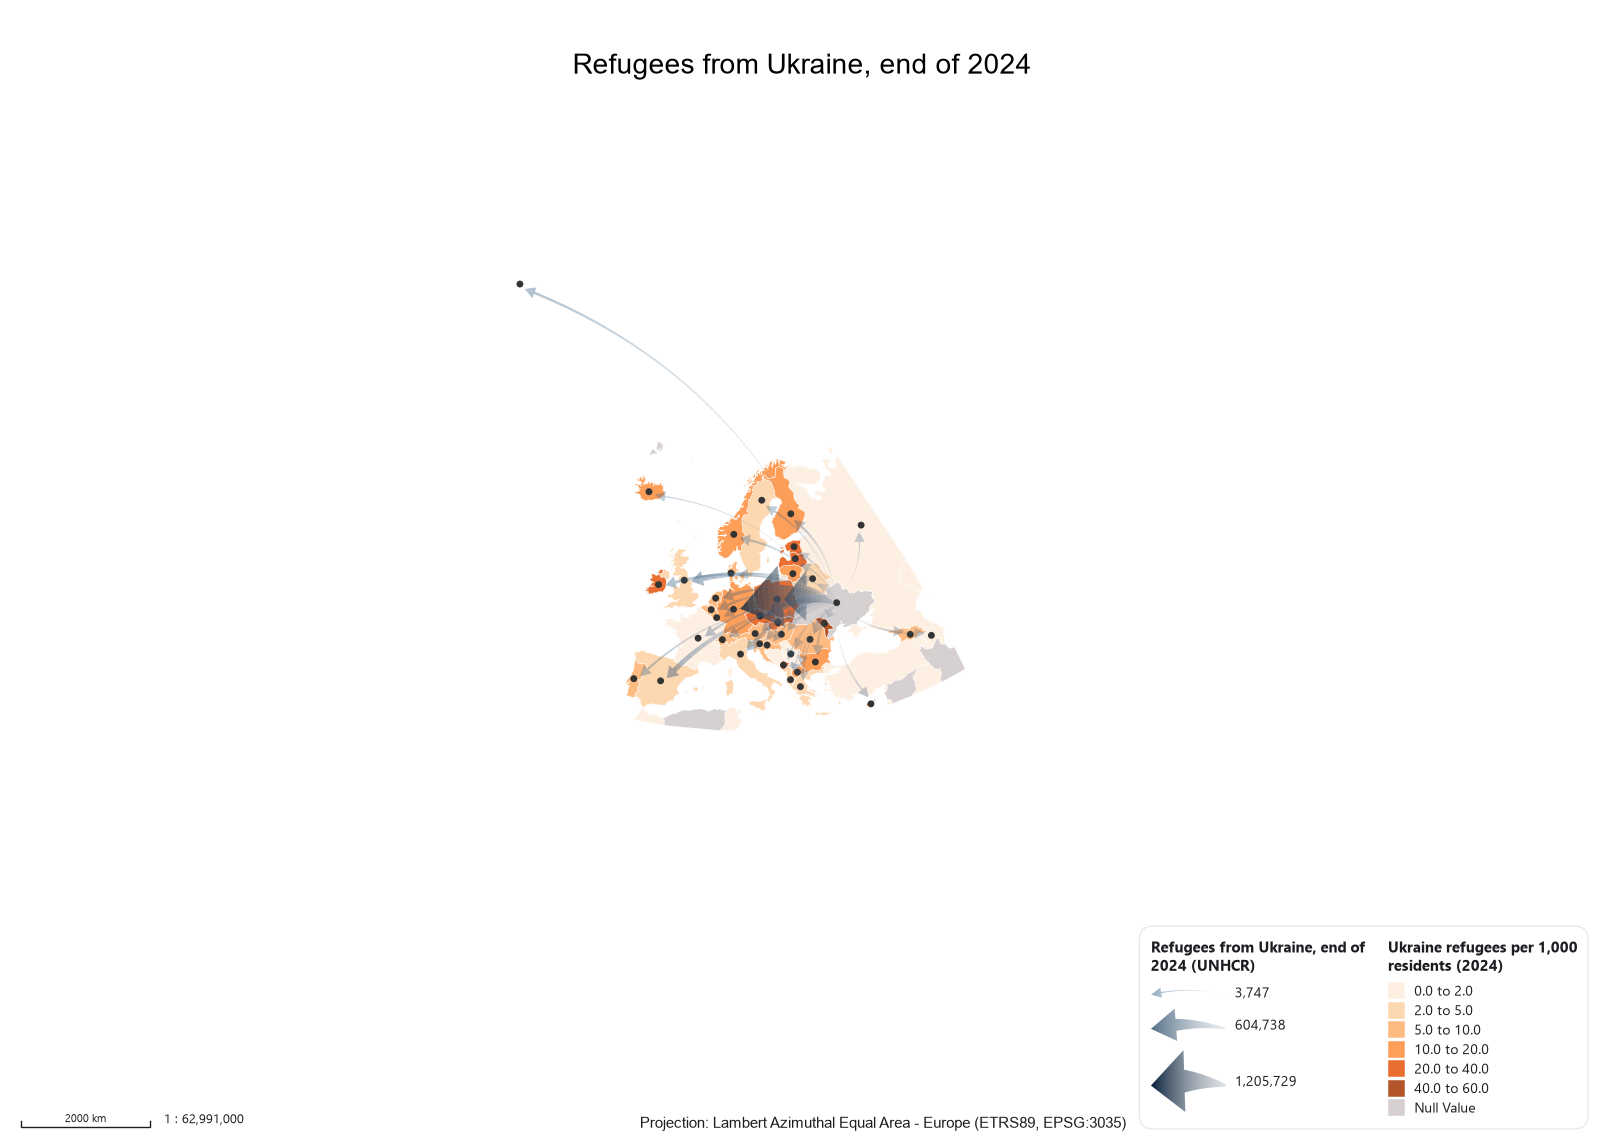 Refugees from Ukraine, end of 2024
Refugees from Ukraine, end of
2024 (UNHCR)
3,747
604,738
1,205,729
Ukraine refugees per 1,000
residents (2024)
0.0 to 2.0
2.0 to 5.0
5.0 to 10.0
10.0 to 20.0
20.0 to 40.0
40.0 to 60.0
Null Value
2000 km
1 : 62,991,000
Projection: Lambert Azimuthal Equal Area - Europe (ETRS89, EPSG:3035)